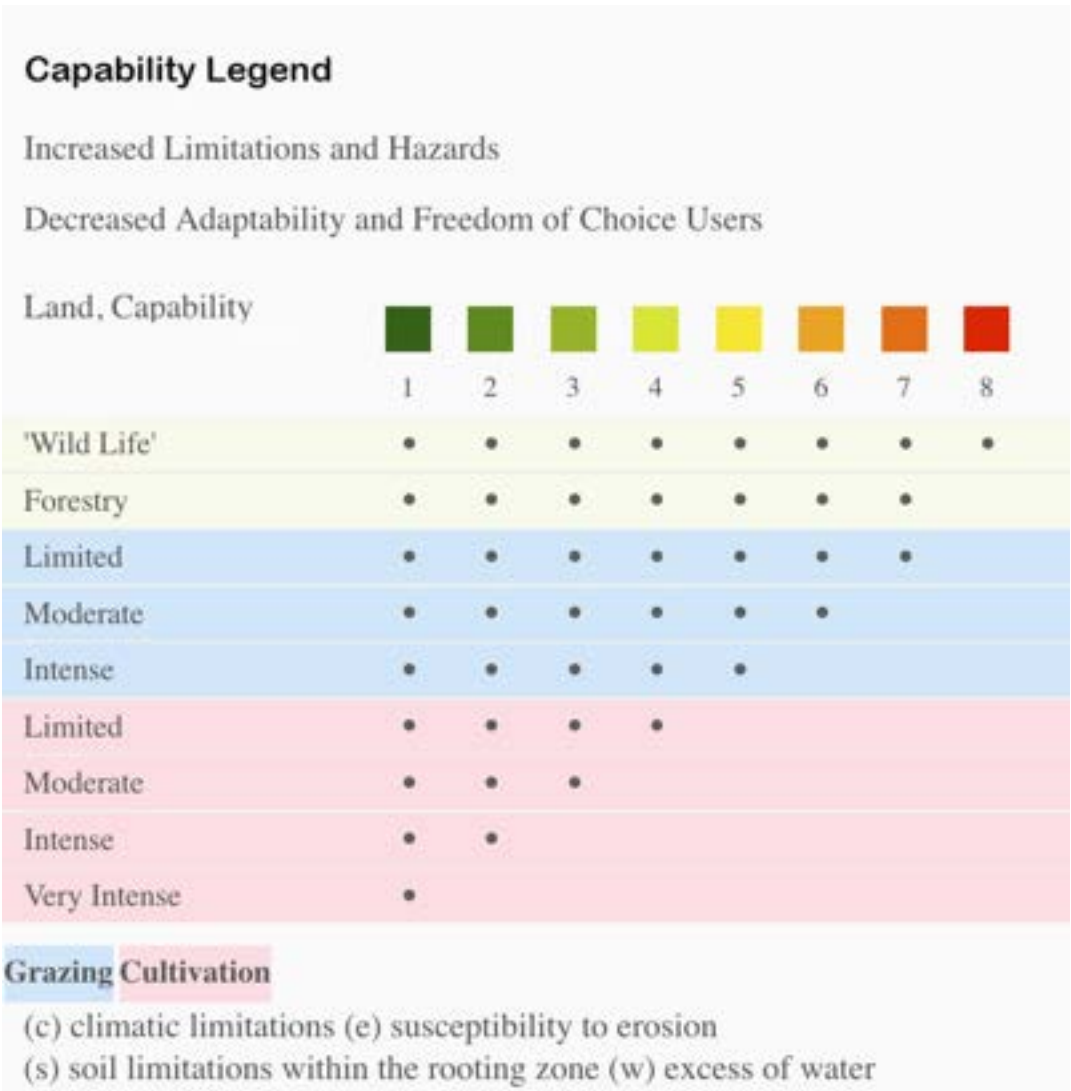 Capability Legend
Increased Limitations and Hazards
Decreased Adaptability and Freedom of Choice Users
Land, Capability
1 2 3 4 5 6 7 8
'Wild Life' • • • • • • • •
Forestry • • • • • • •
Limited • • • • • • •
Moderate • • • • • •
Intense • • • • •
Limited • • • •
Moderate • • •
Intense • •
Very Intense •
Grazing Cultivation
(c) climatic limitations (e) susceptibility to erosion
(s) soil limitations within the rooting zone (w) excess of water